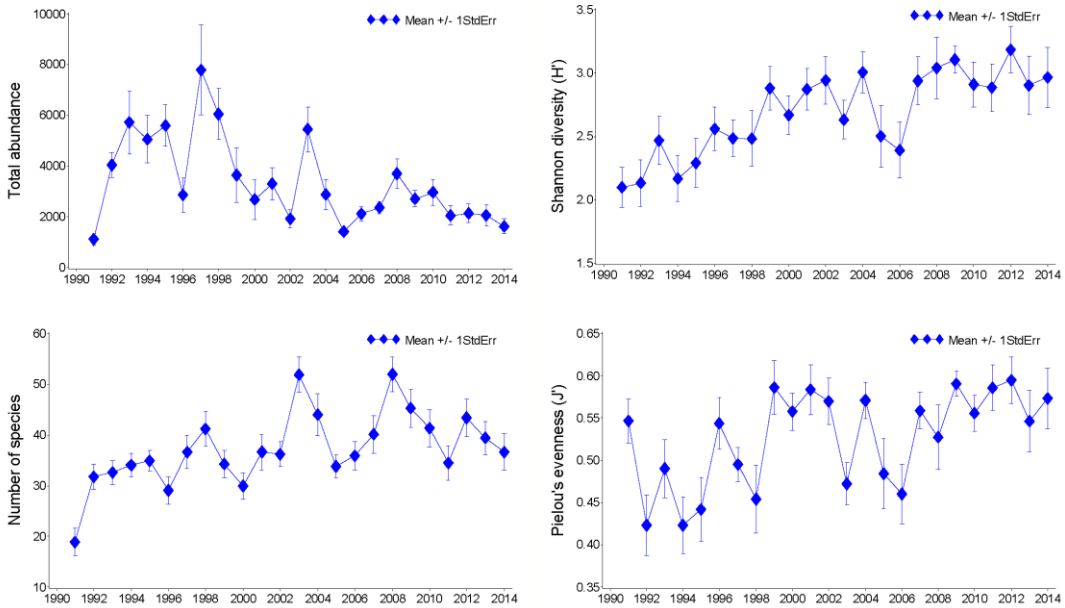 Mean +/- 1StdErr
Total abundance
10000
8000
6000
4000
2000
0
1990 1992 1994 1996 1998 2000 2002 2004 2006 2008 2010 2012 2014
Mean +/- 1StdErr
Shannon diversity (H')
3.5
3.0
2.5
2.0
1.5
1990 1992 1994 1996 1998 2000 2002 2004 2006 2008 2010 2012 2014
Mean +/- 1StdErr
Number of species
60
50
40
30
20
10
1990 1992 1994 1996 1998 2000 2002 2004 2006 2008 2010 2012 2014
Mean +/- 1StdErr
Pielou's evenness (J')
0.65
0.60
0.55
0.50
0.45
0.40
0.35
1990 1992 1994 1996 1998 2000 2002 2004 2006 2008 2010 2012 2014